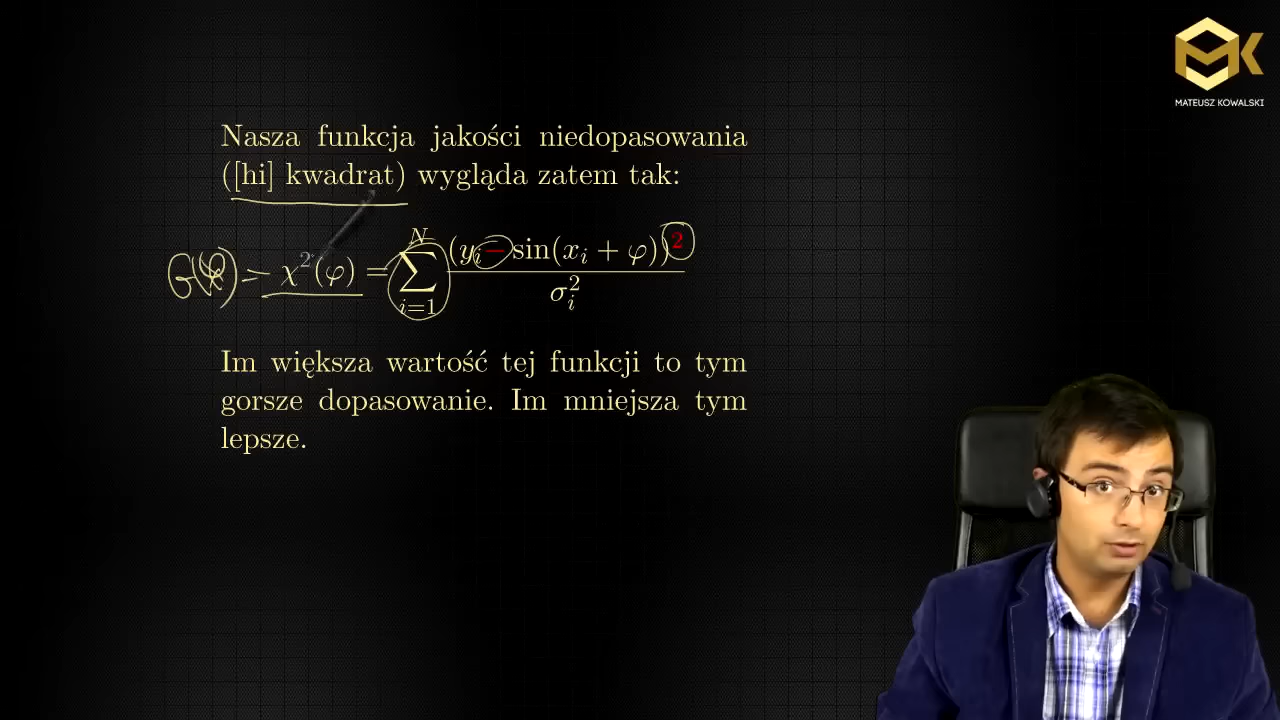 MK
MATEUSZ KOWALSKI
Nasza funkcja jakości niedopasowania
([hi] kwadrat) wygląda zatem tak:
G(φ) = χ²(φ) = ∑_{i=1}^{N} (y_i − sin(x_i + φ))² / σ_i²
Im większa wartość tej funkcji to tym
gorsze dopasowanie. Im mniejsza tym
lepsze.